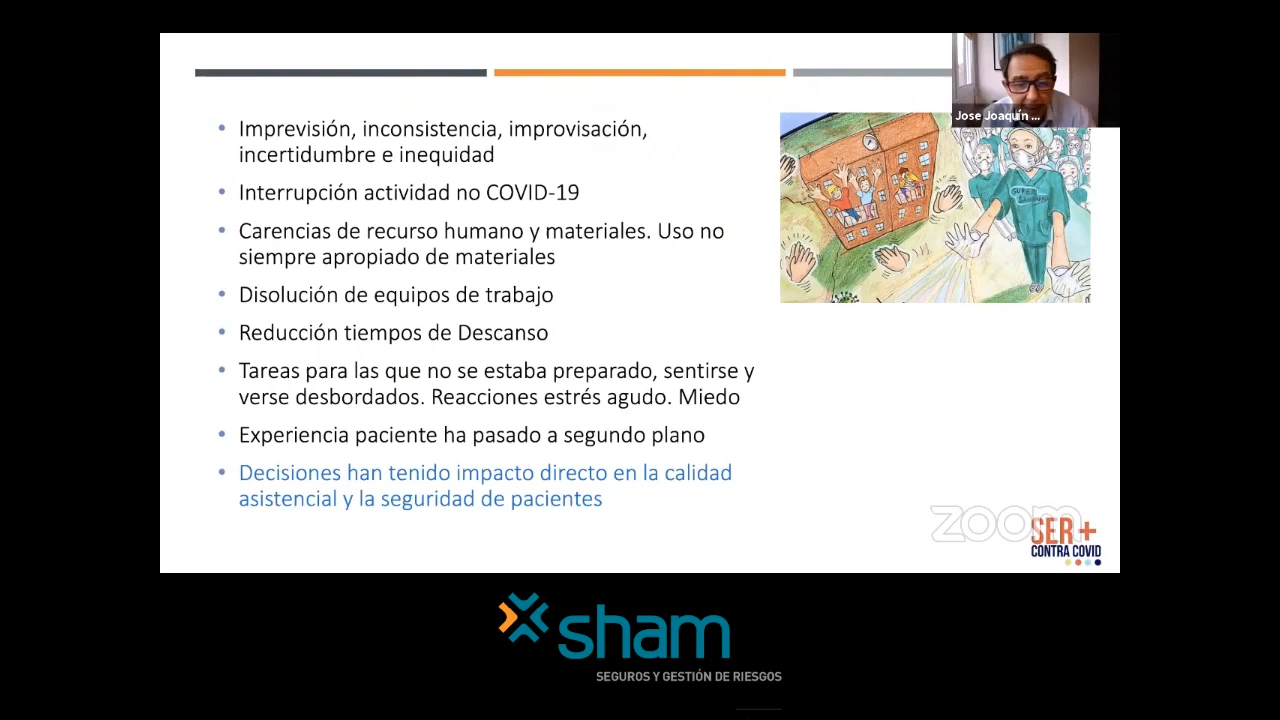 Jose Joaquín ...
Imprevisión, inconsistencia, improvisación,
incertidumbre e inequidad
Interrupción actividad no COVID-19
Carencias de recurso humano y materiales. Uso no
siempre apropiado de materiales
Disolución de equipos de trabajo
Reducción tiempos de Descanso
Tareas para las que no se estaba preparado, sentirse y
verse desbordados. Reacciones estrés agudo. Miedo
Experiencia paciente ha pasado a segundo plano
Decisiones han tenido impacto directo en la calidad
asistencial y la seguridad de pacientes
SUPER
zoom
SER+
CONTRA COVID
sham
SEGUROS Y GESTIÓN DE RIESGOS